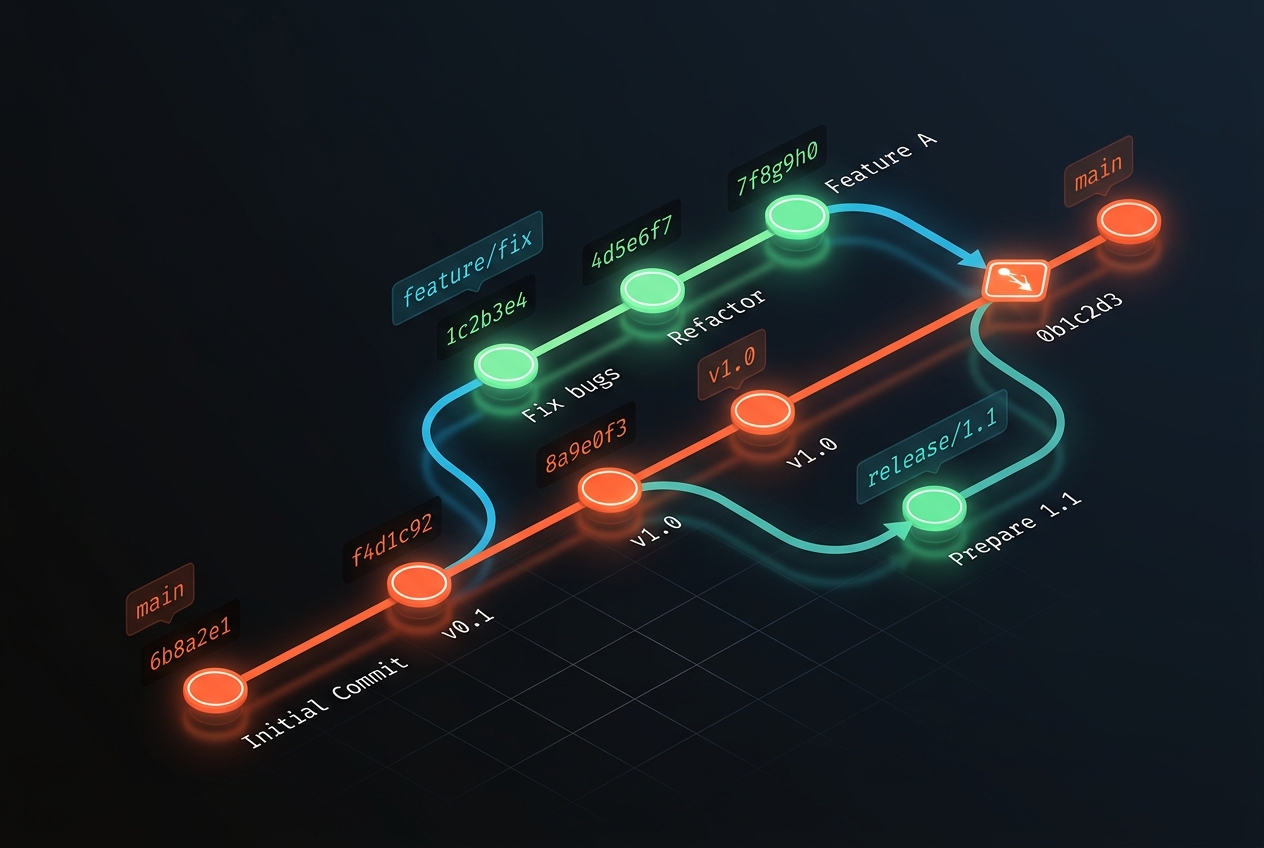 Feature A
7f8g9h0
main
feature/fix
4d5e6f7
1c2b3e4
Refactor
0b1c2d3
v1.0
Fix bugs
8a9e0f3
v1.0
release/1.1
f4d1c92
v1.0
Prepare 1.1
main
6b8a2e1
v0.1
Initial Commit